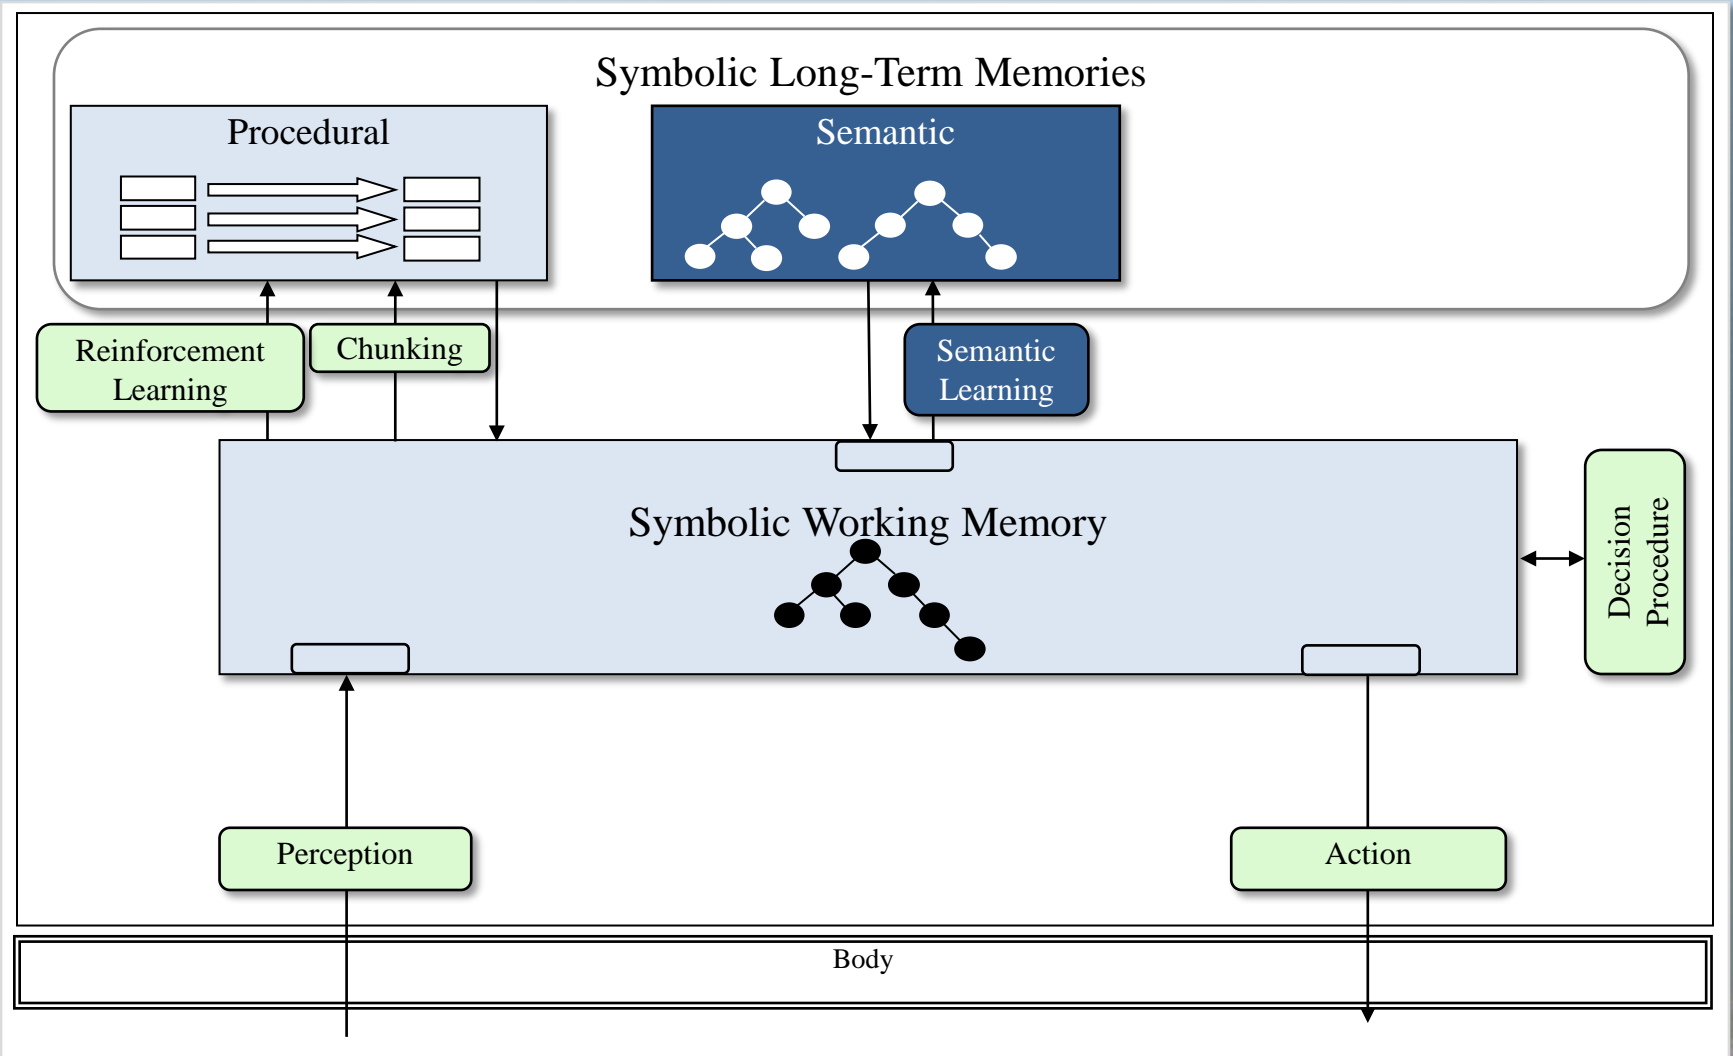 Symbolic Long-Term Memories
Procedural
Semantic
Reinforcement
Learning
Chunking
Semantic
Learning
Symbolic Working Memory
Decision
Procedure
Perception
Action
Body